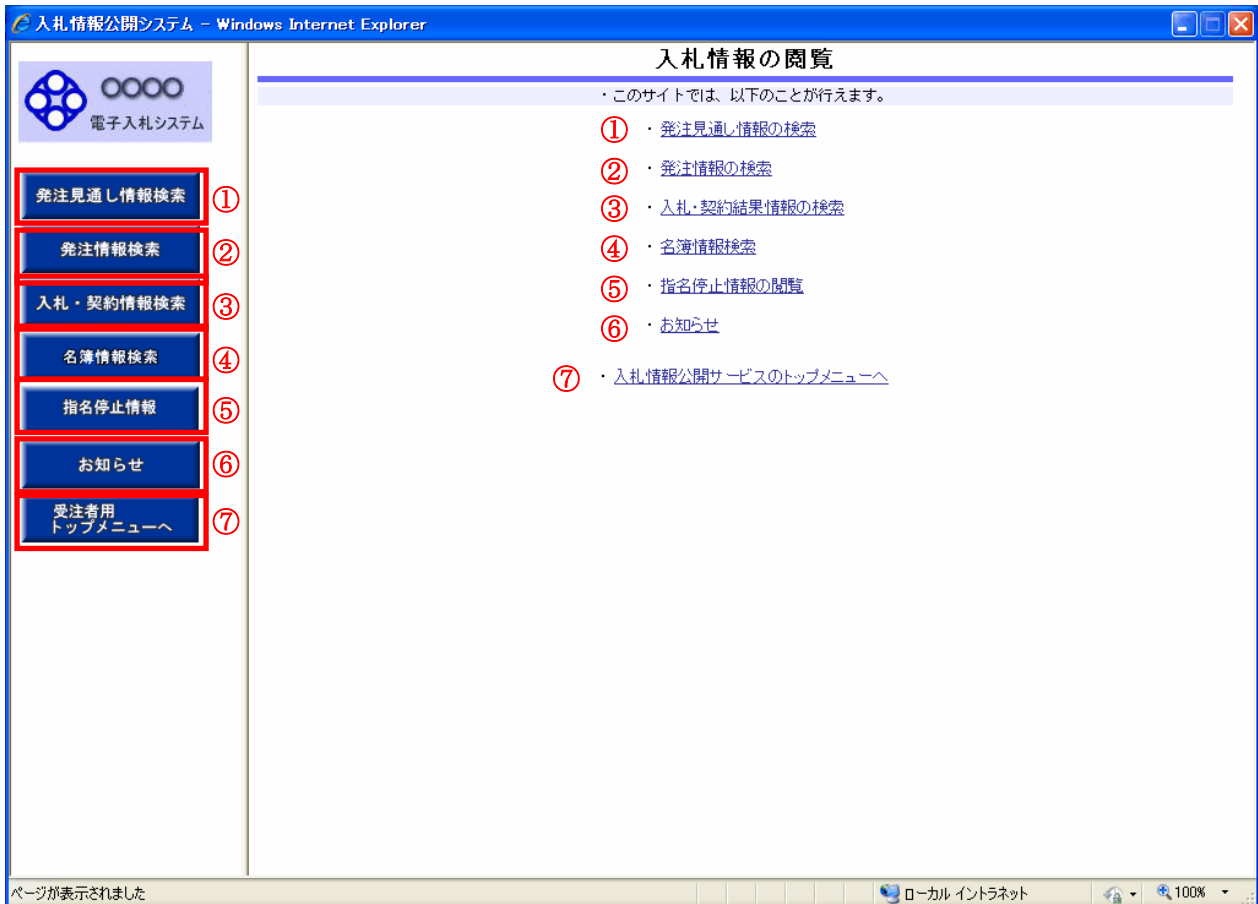 入札情報公開システム - Windows Internet Explorer
〇〇〇〇
電子入札システム
発注見通し情報検索 ①
発注情報検索 ②
入札・契約情報検索 ③
名簿情報検索 ④
指名停止情報 ⑤
お知らせ ⑥
受注者用
トップメニューへ ⑦
入札情報の閲覧
・このサイトでは、以下のことが行えます。
① ・発注見通し情報の検索
② ・発注情報の検索
③ ・入札・契約結果情報の検索
④ ・名簿情報検索
⑤ ・指名停止情報の閲覧
⑥ ・お知らせ
⑦ ・入札情報公開サービスのトップメニューへ
ページが表示されました ローカル イントラネット 100%